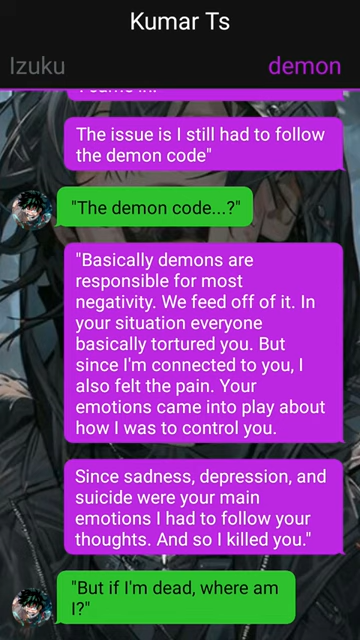 Kumar Ts
Izuku
demon
The issue is I still had to follow
the demon code"
"The demon code...?"
"Basically demons are
responsible for most
negativity. We feed off of it. In
your situation everyone
basically tortured you. But
since I'm connected to you, I
also felt the pain. Your
emotions came into play about
how I was to control you.
Since sadness, depression, and
suicide were your main
emotions I had to follow your
thoughts. And so I killed you."
"But if I'm dead, where am
I?"